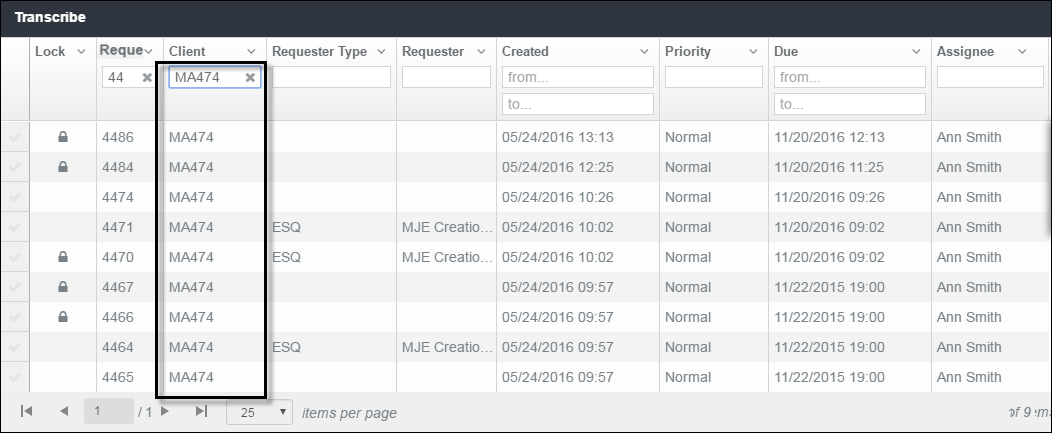 Transcribe
Lock Reque Client Requester Type Requester Created Priority Due Assignee
44 MA474 from... from...
to... to...
4486 MA474 05/24/2016 13:13 Normal 11/20/2016 12:13 Ann Smith
4484 MA474 05/24/2016 12:25 Normal 11/20/2016 11:25 Ann Smith
4474 MA474 05/24/2016 10:26 Normal 11/20/2016 09:26 Ann Smith
4471 MA474 ESQ MJE Creatio... 05/24/2016 10:02 Normal 11/20/2016 09:02 Ann Smith
4470 MA474 ESQ MJE Creatio... 05/24/2016 10:02 Normal 11/20/2016 09:02 Ann Smith
4467 MA474 05/24/2016 09:57 Normal 11/22/2015 19:00 Ann Smith
4466 MA474 05/24/2016 09:57 Normal 11/22/2015 19:00 Ann Smith
4464 MA474 ESQ MJE Creatio... 05/24/2016 09:57 Normal 11/22/2015 19:00 Ann Smith
4465 MA474 05/24/2016 09:57 Normal 11/22/2015 19:00 Ann Smith
1 / 1 25 items per page of 9